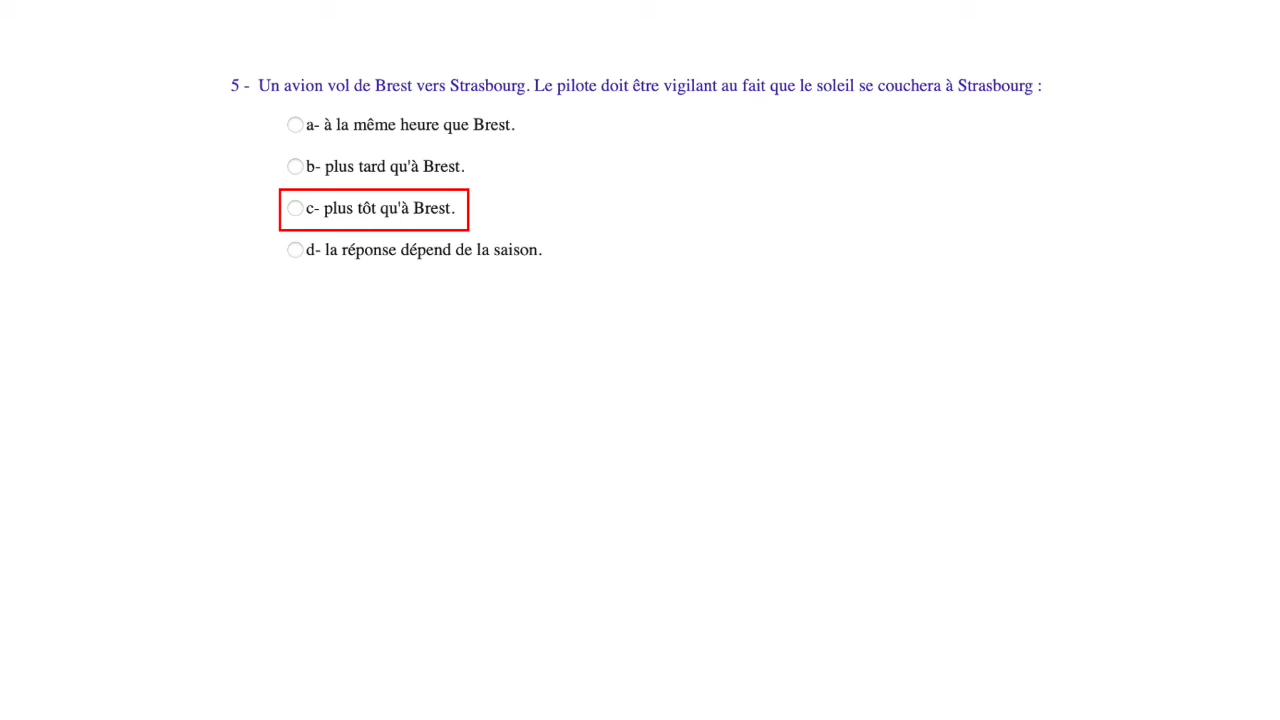 5 - Un avion vol de Brest vers Strasbourg. Le pilote doit être vigilant au fait que le soleil se couchera à Strasbourg :
a- à la même heure que Brest.
b- plus tard qu'à Brest.
c- plus tôt qu'à Brest.
d- la réponse dépend de la saison.